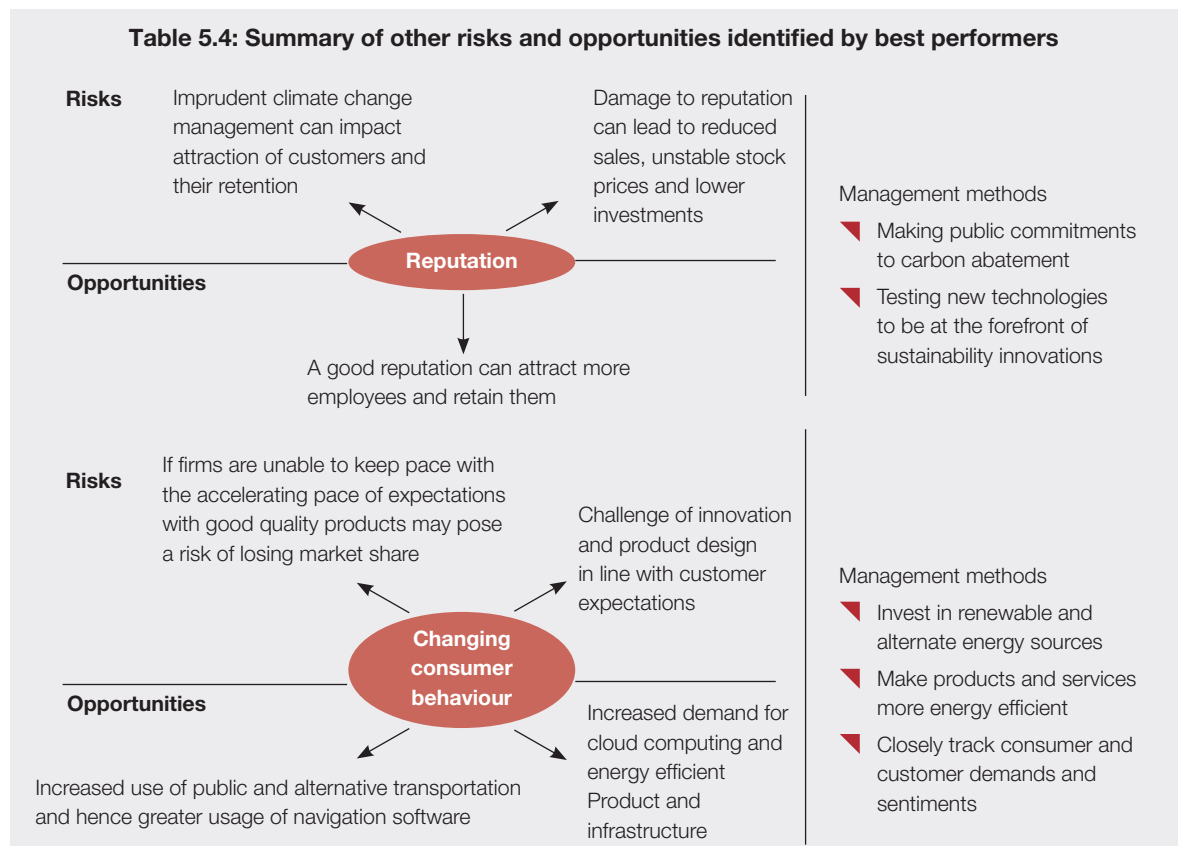 Table 5.4: Summary of other risks and opportunities identified by best performers
Risks
Imprudent climate change
management can impact
attraction of customers and
their retention
Damage to reputation
can lead to reduced
sales, unstable stock
prices and lower
investments
Reputation
Opportunities
A good reputation can attract more
employees and retain them
Management methods
Making public commitments
to carbon abatement
Testing new technologies
to be at the forefront of
sustainability innovations
Risks
If firms are unable to keep pace with
the accelerating pace of expectations
with good quality products may pose
a risk of losing market share
Challenge of innovation
and product design
in line with customer
expectations
Changing
consumer
behaviour
Opportunities
Increased use of public and alternative transportation
and hence greater usage of navigation software
Increased demand for
cloud computing and
energy efficient
Product and
infrastructure
Management methods
Invest in renewable and
alternate energy sources
Make products and services
more energy efficient
Closely track consumer and
customer demands and
sentiments